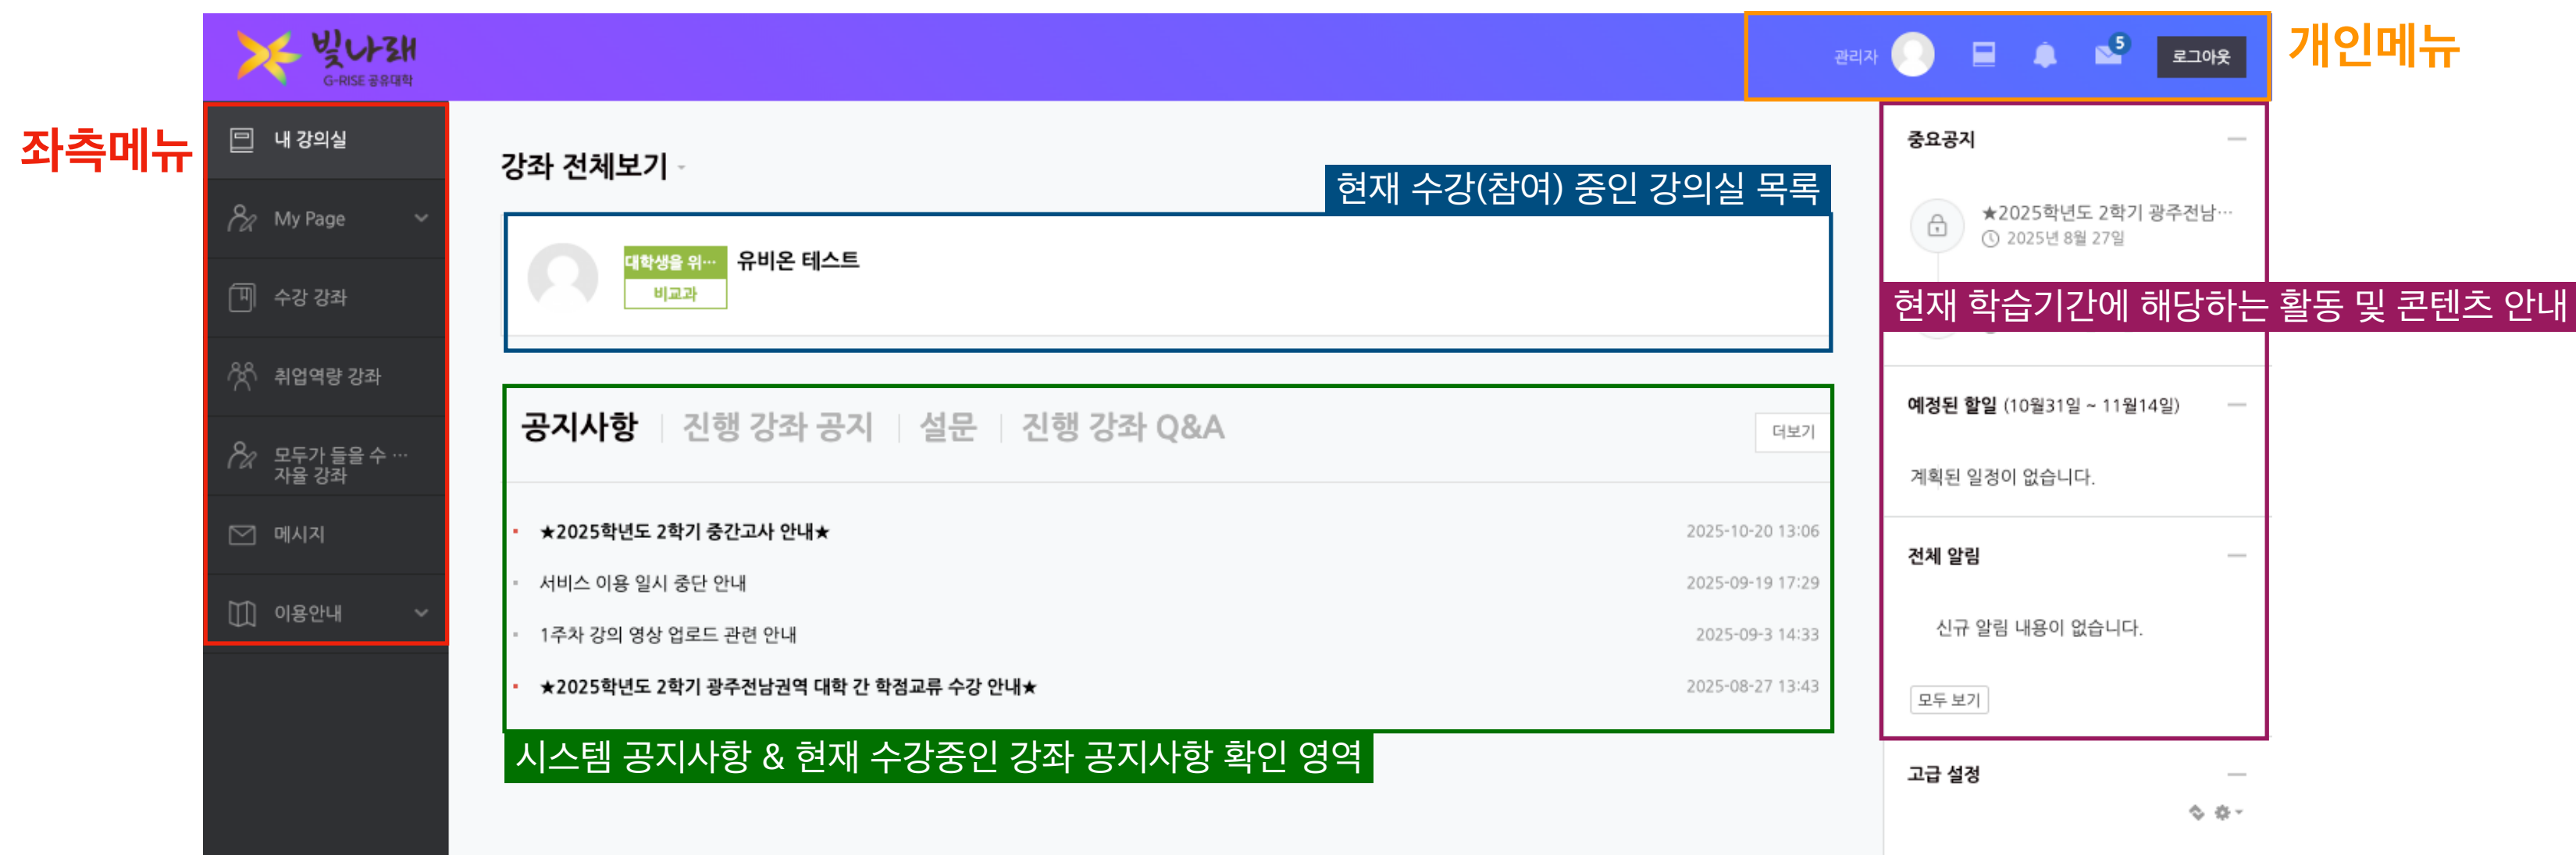 빛나래
G-RISE 공유대학
관리자
5
로그아웃
개인메뉴
좌측메뉴
내 강의실
My Page
수강 강좌
취업역량 강좌
모두가 들을 수 ...
자율 강좌
메시지
이용안내
강좌 전체보기
현재 수강(참여) 중인 강의실 목록
대학생을 위...
비교과
유비온 테스트
공지사항
진행 강좌 공지
설문
진행 강좌 Q&A
더보기
★2025학년도 2학기 중간고사 안내★
2025-10-20 13:06
서비스 이용 일시 중단 안내
2025-09-19 17:29
1주차 강의 영상 업로드 관련 안내
2025-09-3 14:33
★2025학년도 2학기 광주전남권역 대학 간 학점교류 수강 안내★
2025-08-27 13:43
시스템 공지사항 & 현재 수강중인 강좌 공지사항 확인 영역
중요공지
★2025학년도 2학기 광주전남...
2025년 8월 27일
현재 학습기간에 해당하는 활동 및 콘텐츠 안내
예정된 할일 (10월31일 ~ 11월14일)
계획된 일정이 없습니다.
전체 알림
신규 알림 내용이 없습니다.
모두 보기
고급 설정